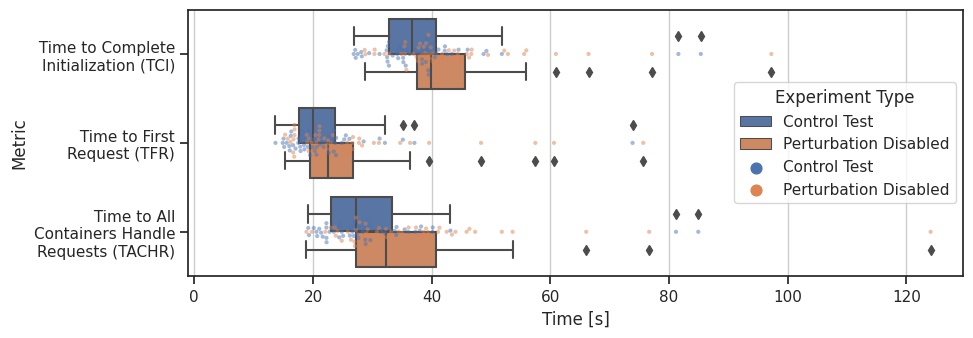 Metric
Time to Complete
Initialization (TCI)
Time to First
Request (TFR)
Time to All
Containers Handle
Requests (TACHR)
Experiment Type
Control Test
Perturbation Disabled
Control Test
Perturbation Disabled
0 20 40 60 80 100 120
Time [s]